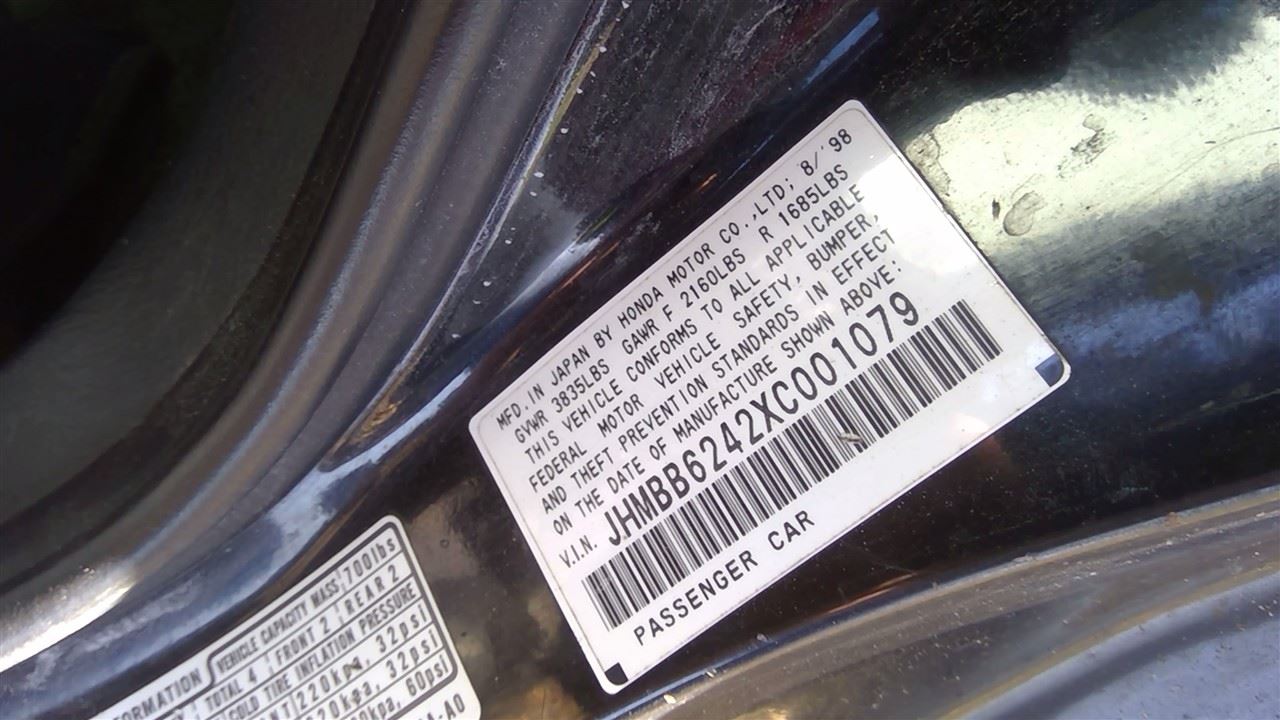 MFD. IN JAPAN BY HONDA MOTOR CO.,LTD; 8/'98
GVWR 3835LBS GAWR F 2160LBS R 1685LBS
THIS VEHICLE CONFORMS TO ALL APPLICABLE
FEDERAL MOTOR VEHICLE SAFETY, BUMPER,
AND THEFT PREVENTION STANDARDS IN EFFECT
ON THE DATE OF MANUFACTURE SHOWN ABOVE:
V.I.N. JHMBB6242XC001079
PASSENGER CAR
VEHICLE CAPACITY MASS 700lbs
TOTAL 4 FRONT 2 REAR 2
COLD TIRE INFLATION PRESSURE
220kPa, 32psi
220kPa, 32psi
60psi